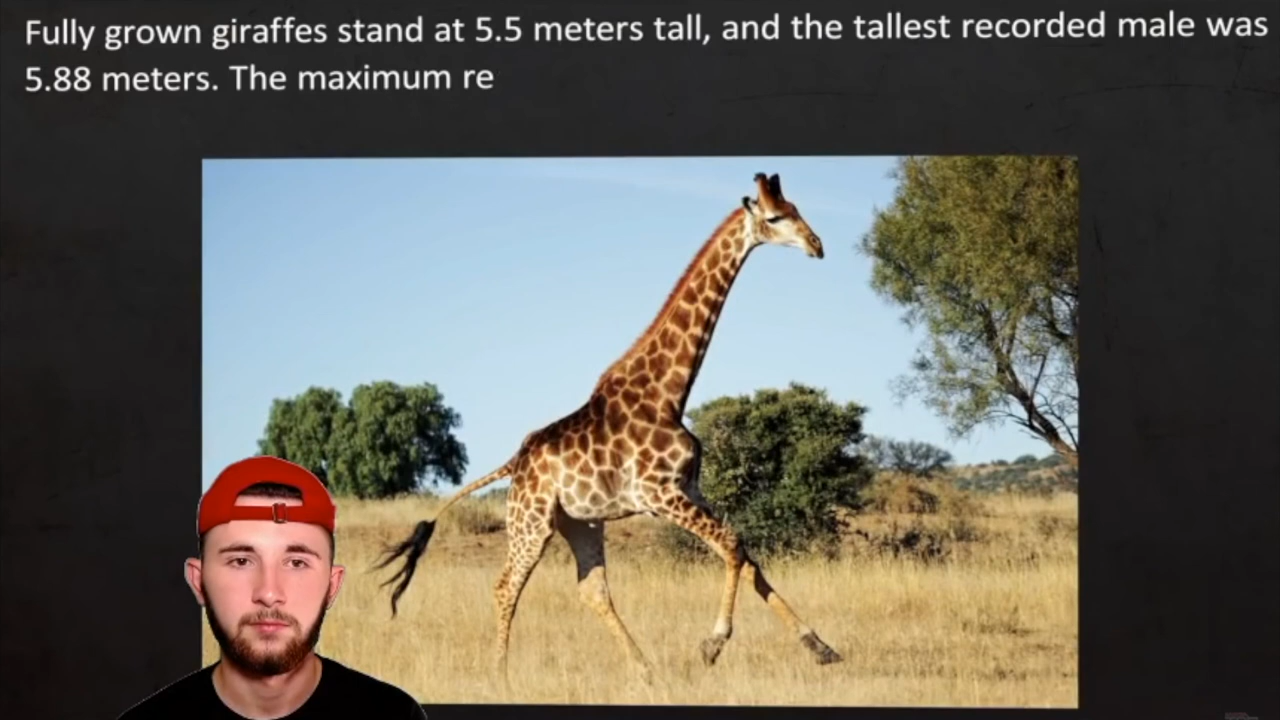 Fully grown giraffes stand at 5.5 meters tall, and the tallest recorded male was
5.88 meters. The maximum re